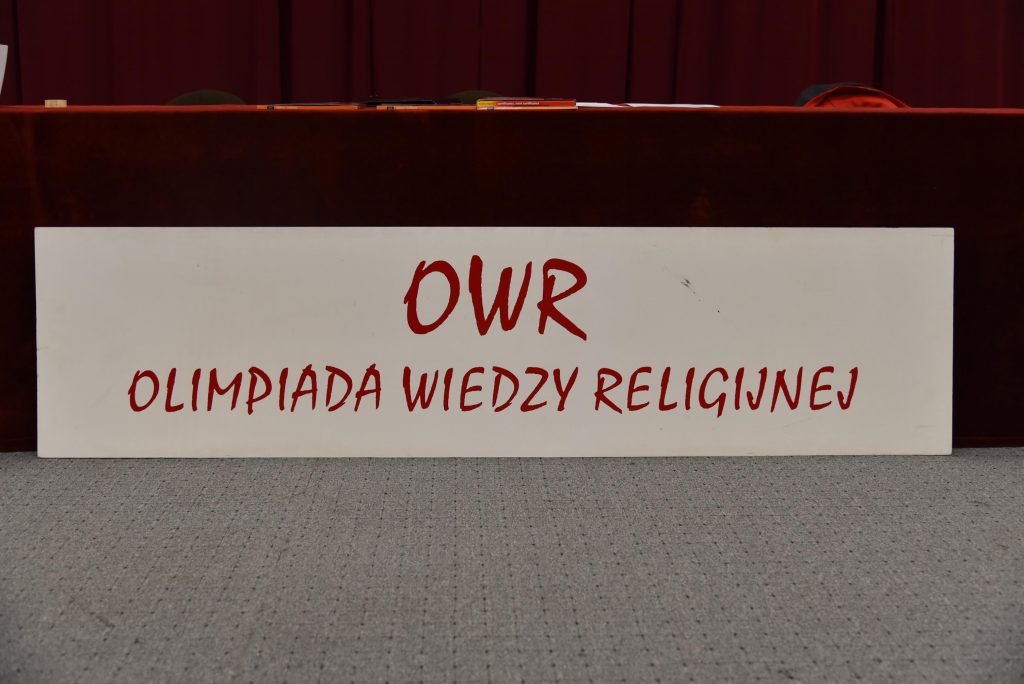 OWR
OLIMPIADA WIEDZY RELIGIJNEJ